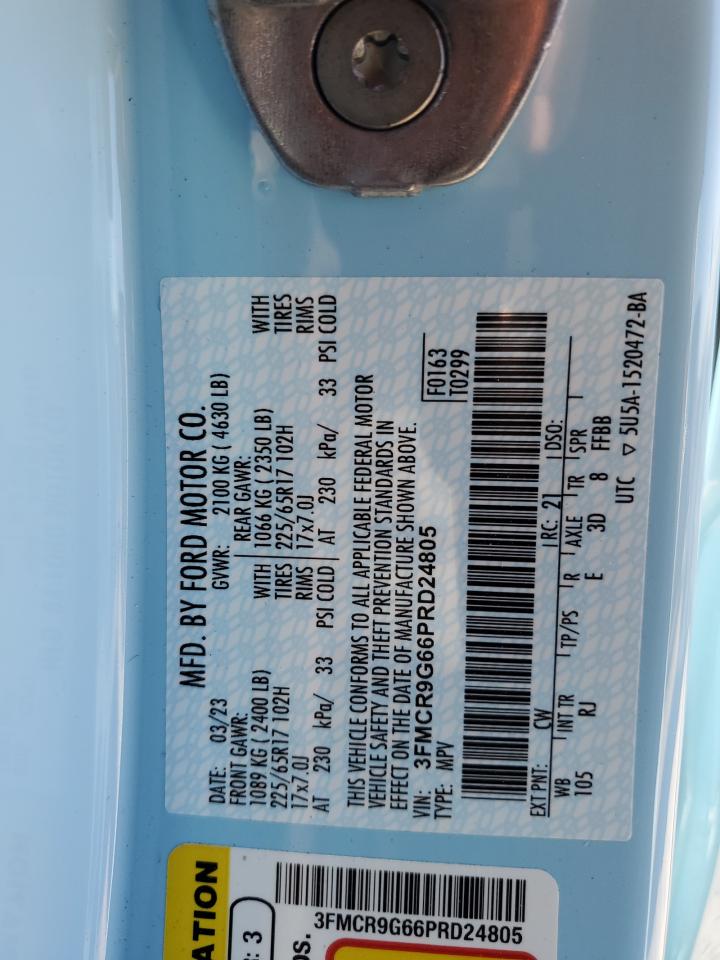 MFD. BY FORD MOTOR CO.
DATE: 03/23 GVWR: 2100 KG ( 4630 LB)
FRONT GAWR: REAR GAWR:
1089 KG ( 2400 LB) WITH 1066 KG ( 2350 LB) WITH
225/65R17 102H TIRES 225/65R17 102H TIRES
17x7.0J RIMS 17x7.0J RIMS
AT 230 kPa/ 33 PSI COLD AT 230 kPa/ 33 PSI COLD
THIS VEHICLE CONFORMS TO ALL APPLICABLE FEDERAL MOTOR
VEHICLE SAFETY AND THEFT PREVENTION STANDARDS IN
EFFECT ON THE DATE OF MANUFACTURE SHOWN ABOVE.
VIN: 3FMCR9G66PRD24805 F0163
TYPE: MPV T0299
EXT PNT: CW RC: 21 DSO:
WB INT TR TP/PS R AXLE TR SPR
105 RJ E 3D 8 FFBB
UTC ▽ 5U5A-1520472-BA
ATION
: 3
3FMCR9G66PRD24805
os.